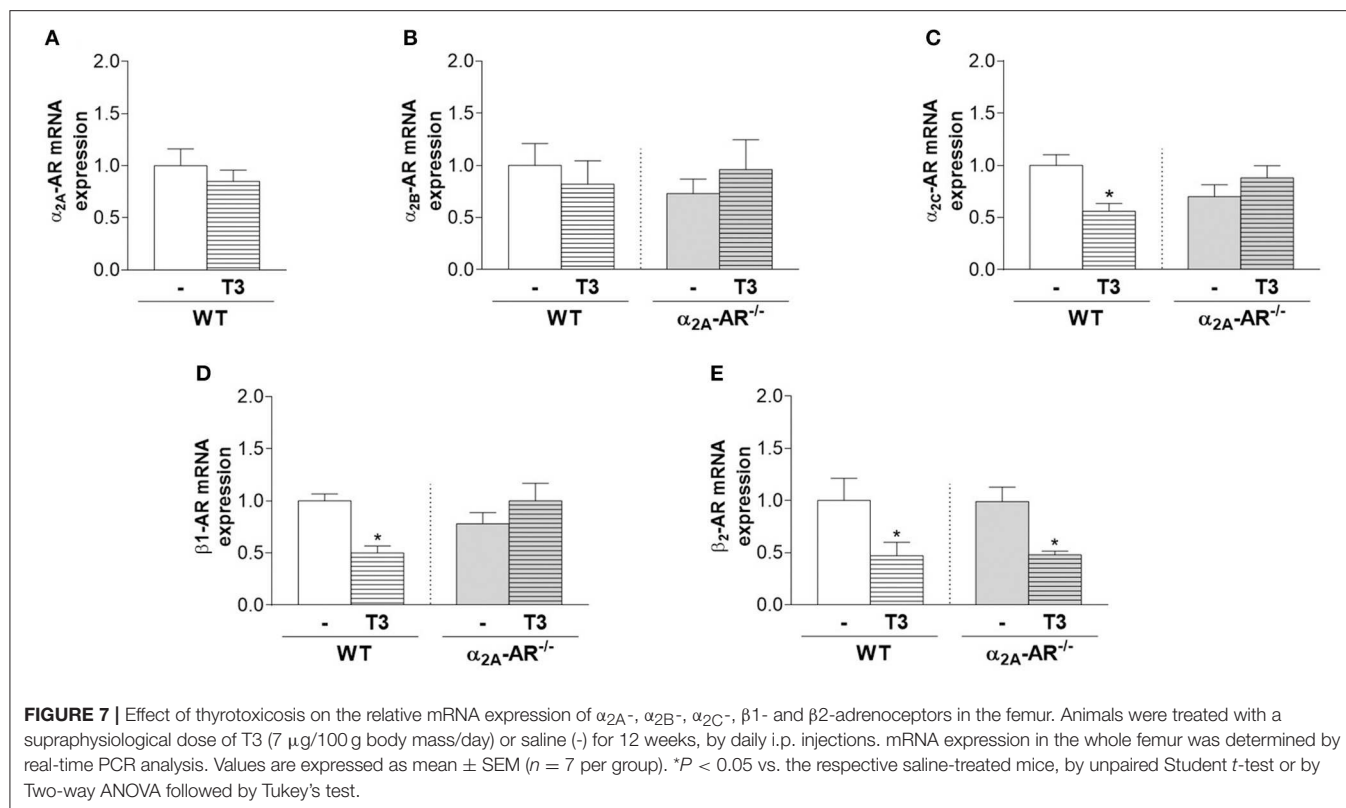 A
2.0
1.5
1.0
0.5
0.0
α2A-AR mRNA
expression
- T3
WT
B
2.0
1.5
1.0
0.5
0.0
α2B-AR mRNA
expression
- T3 - T3
WT α2A-AR-/-
C
2.0
1.5
1.0
0.5
0.0
α2C-AR mRNA
expression
*
- T3 - T3
WT α2A-AR-/-
D
2.0
1.5
1.0
0.5
0.0
β1-AR mRNA
expression
*
- T3 - T3
WT α2A-AR-/-
E
2.0
1.5
1.0
0.5
0.0
β2-AR mRNA
expression
* *
- T3 - T3
WT α2A-AR-/-
FIGURE 7 | Effect of thyrotoxicosis on the relative mRNA expression of α2A-, α2B-, α2C-, β1- and β2-adrenoceptors in the femur. Animals were treated with a
supraphysiological dose of T3 (7 μg/100 g body mass/day) or saline (-) for 12 weeks, by daily i.p. injections. mRNA expression in the whole femur was determined by
real-time PCR analysis. Values are expressed as mean ± SEM (n = 7 per group). *P < 0.05 vs. the respective saline-treated mice, by unpaired Student t-test or by
Two-way ANOVA followed by Tukey's test.